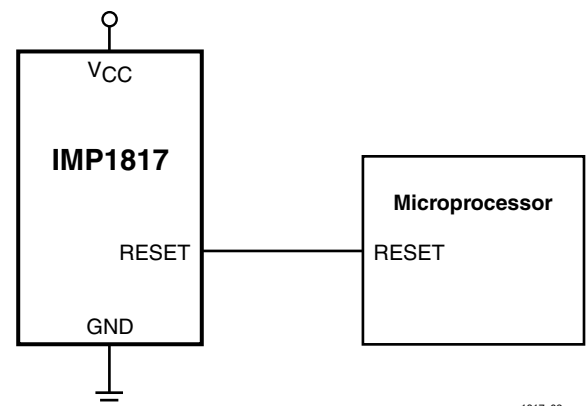 VCC
IMP1817
Microprocessor
RESET
RESET
GND